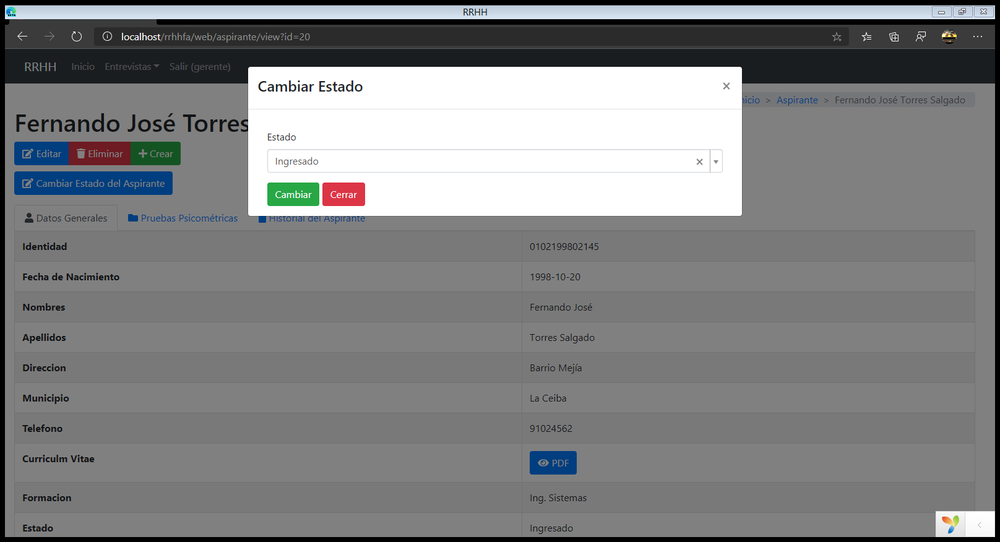 RRHH
localhost/rrhhfa/web/aspirante/view?id=20
RRHH Inicio Entrevistas Salir (gerente)
Cambiar Estado
Estado
Ingresado
Cambiar Cerrar
nicio > Aspirante > Fernando José Torres Salgado
Fernando José Torres
Editar Eliminar Crear
Cambiar Estado del Aspirante
Datos Generales Pruebas Psicométricas Historial del Aspirante
Identidad 0102199802145
Fecha de Nacimiento 1998-10-20
Nombres Fernando José
Apellidos Torres Salgado
Direccion Barrio Mejía
Municipio La Ceiba
Telefono 91024562
Curriculm Vitae PDF
Formacion Ing. Sistemas
Estado Ingresado